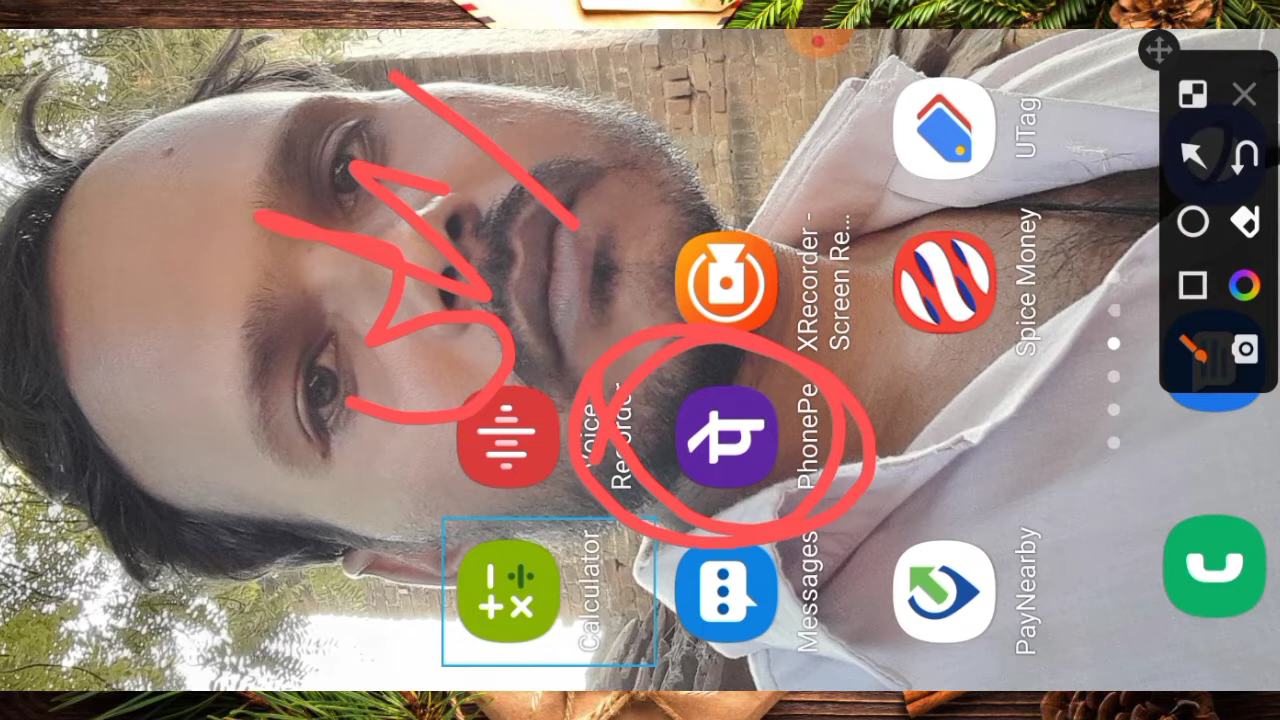 Calculator
Voice
Recorder
Messages
PhonePe
XRecorder -
Screen Re...
PayNearby
Spice Money
UTag